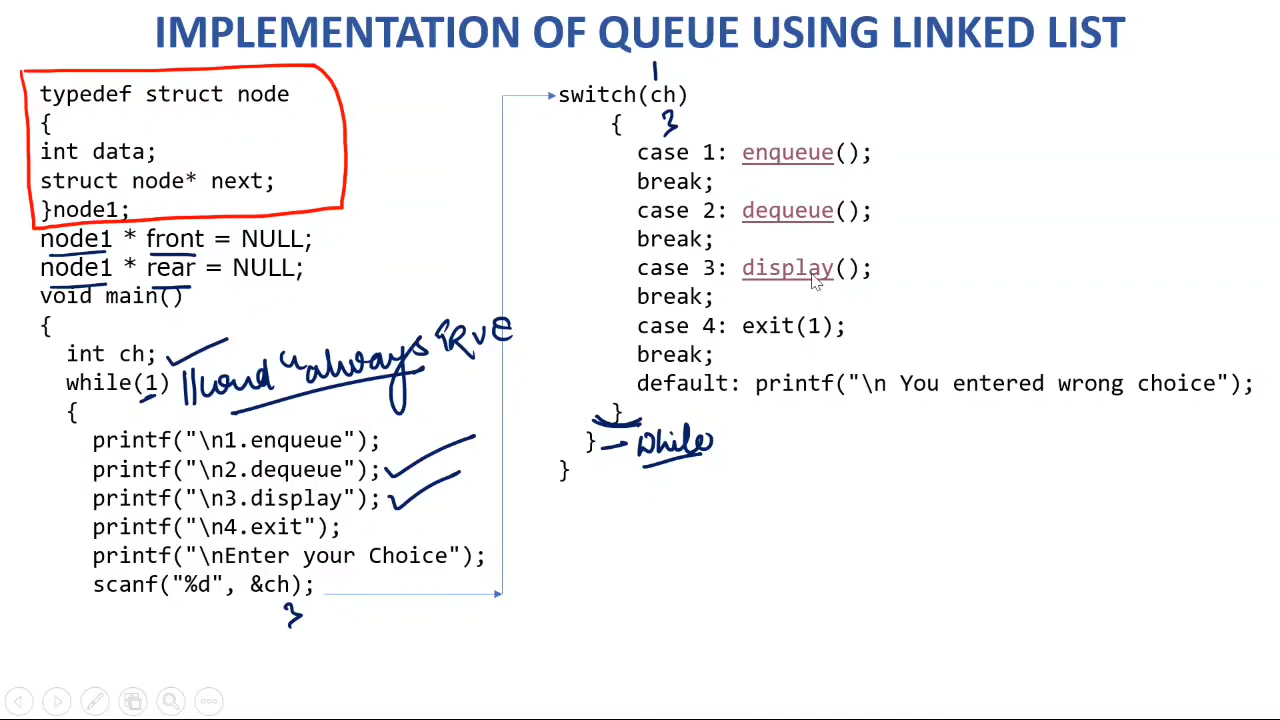 IMPLEMENTATION OF QUEUE USING LINKED LIST
typedef struct node
{
int data;
struct node* next;
}node1;
node1 * front = NULL;
node1 * rear = NULL;
void main()
{
int ch;
while(1) // "always TRUE
{
printf("\n1.enqueue");
printf("\n2.dequeue");
printf("\n3.display");
printf("\n4.exit");
printf("\nEnter your Choice");
scanf("%d", &ch);
3
1
switch(ch)
{ 3
case 1: enqueue();
break;
case 2: dequeue();
break;
case 3: display();
break;
case 4: exit(1);
break;
default: printf("\n You entered wrong choice");
}
} - while
}